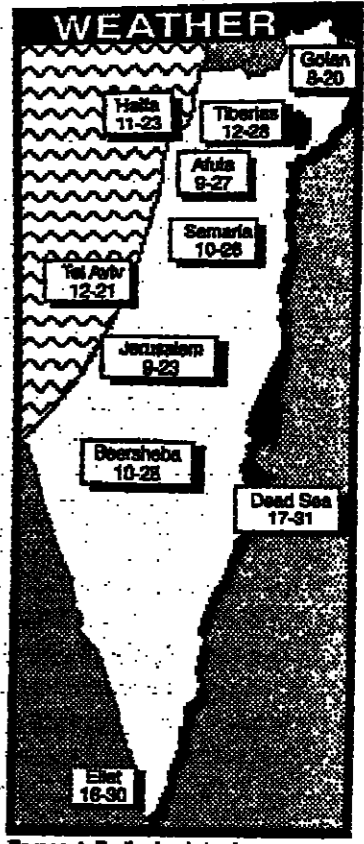 WEATHER
Golan
8-20
Haifa
11-23
Tiberias
12-28
Afula
9-27
Samaria
10-26
Tel Aviv
12-21
Jerusalem
9-23
Beersheba
10-28
Dead Sea
17-31
Eilat
16-30